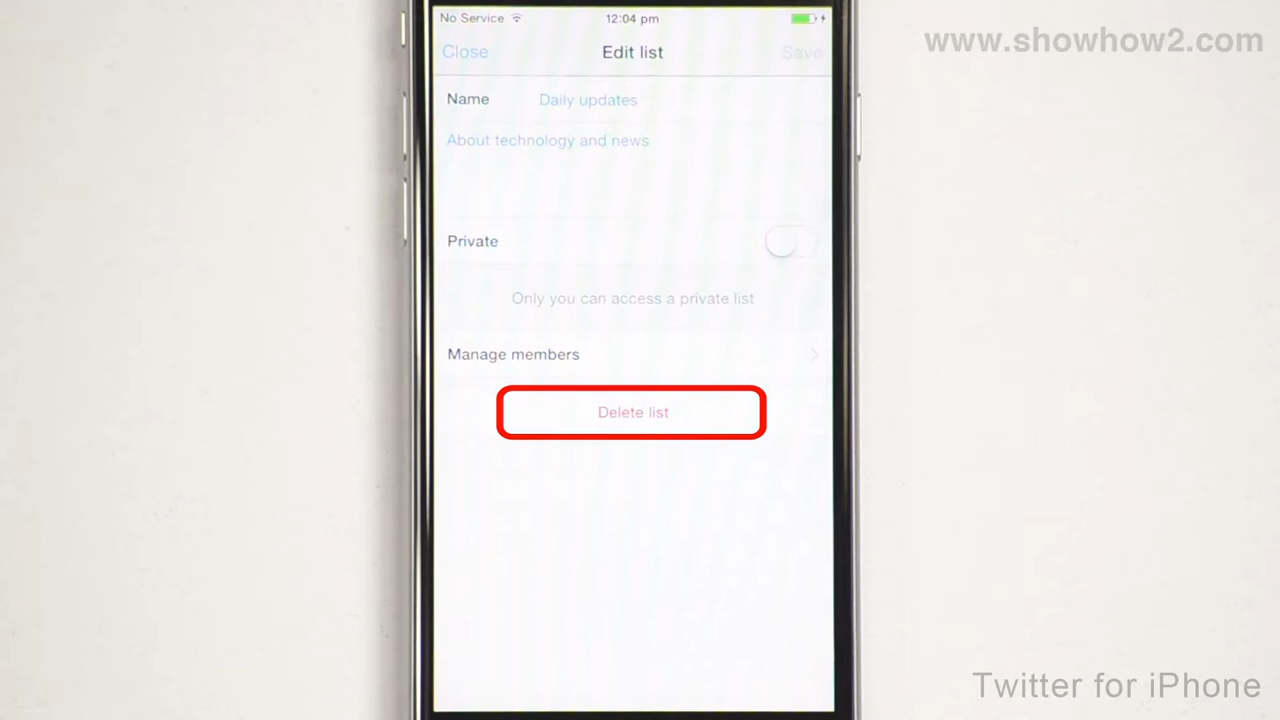 No Service
12:04 pm
Close
Edit list
Save
www.showhow2.com
Name
Daily updates
About technology and news
Private
Only you can access a private list
Manage members
Delete list
Twitter for iPhone